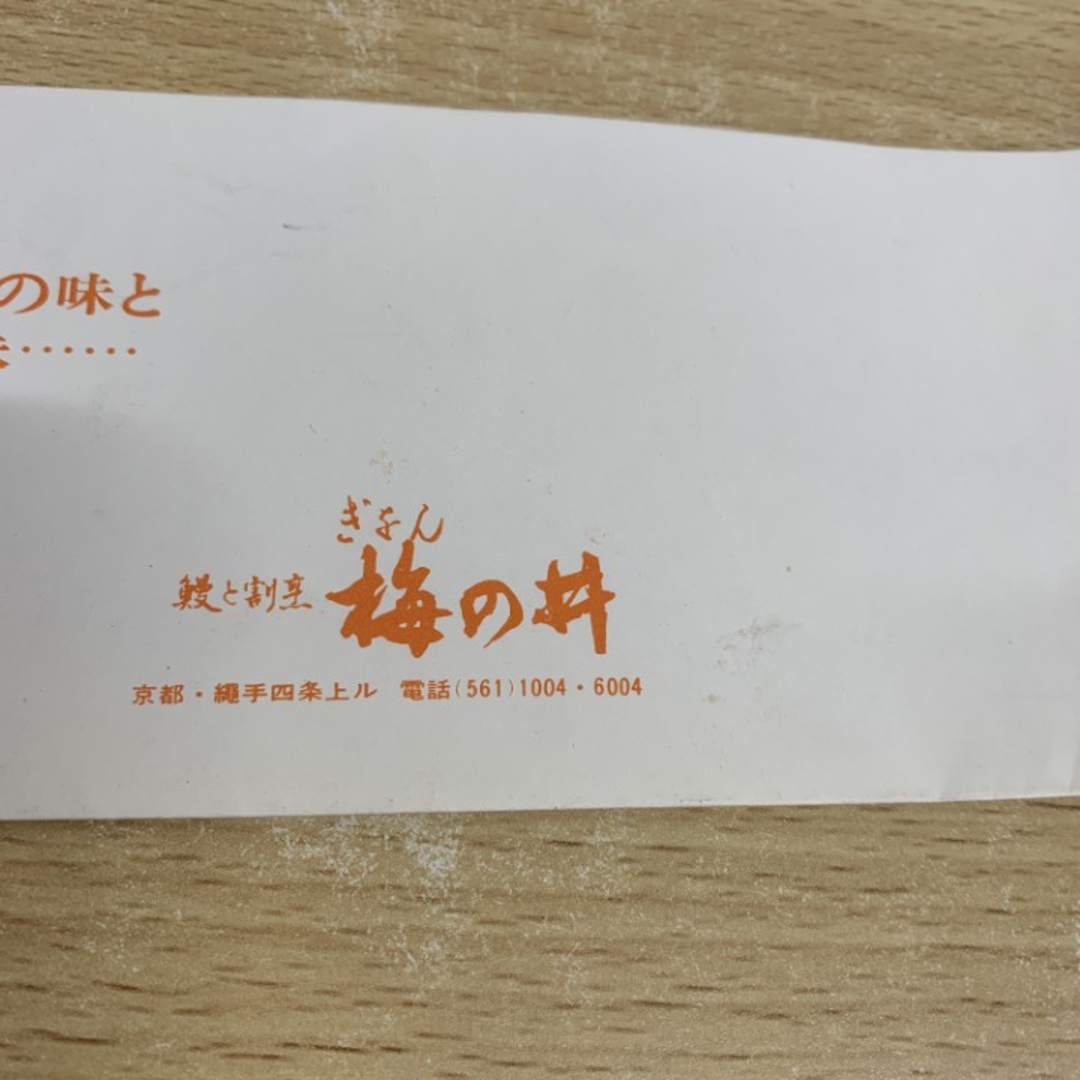 の味と
……
ぎをん
鰻と割烹 梅の井
京都・繩手四条上ル 電話(561)1004・6004